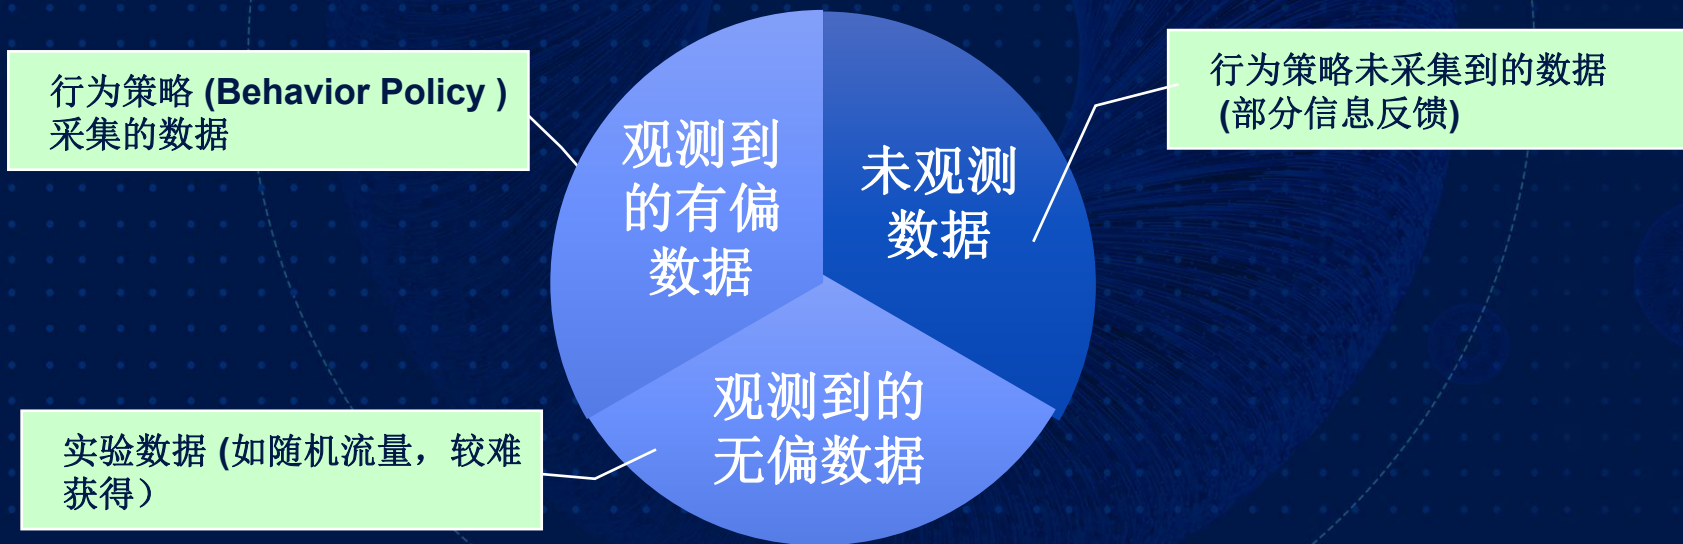 行为策略 (Behavior Policy )
采集的数据
观测到
的有偏
数据
未观测
数据
行为策略未采集到的数据
(部分信息反馈)
观测到的
无偏数据
实验数据 (如随机流量，较难
获得）